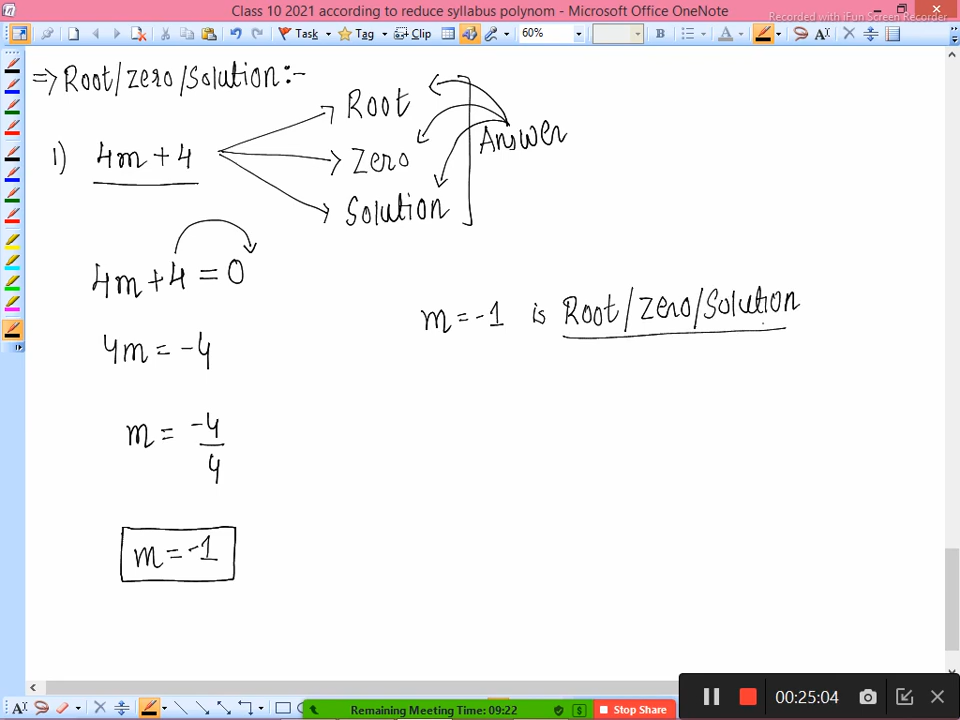 Class 10 2021 according to reduce syllabus polynom - Microsoft Office OneNote
Recorded with iFun Screen Recorder
Task Tag Clip 60% B A
⇒ Root/zero/Solution:-
1) 4m + 4 Root
Zero
Solution
Answer
4m + 4 = 0
m = -1 is Root/zero/Solution
4m = -4
m = -4/4
m = -1
Remaining Meeting Time: 09:22 Stop Share
00:25:04